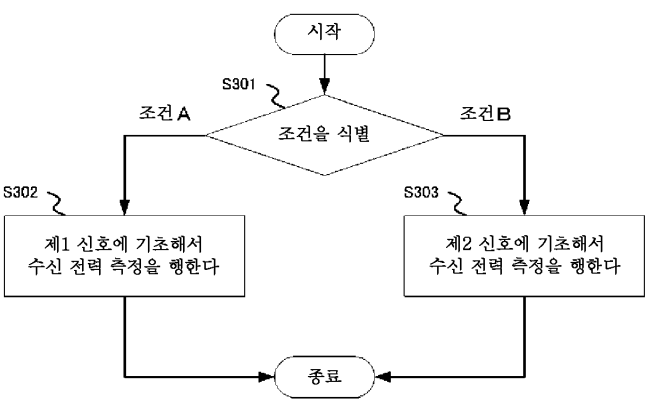 시작
S301
조건A
조건을 식별
조건B
S302
제1 신호에 기초해서
수신 전력 측정을 행한다
S303
제2 신호에 기초해서
수신 전력 측정을 행한다
종료